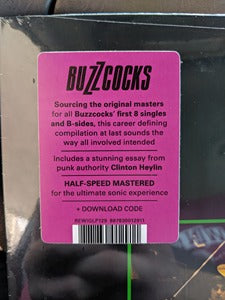 BUZZCOCKS
Sourcing the original masters
for all Buzzcocks' first 8 singles
and B-sides, this career defining
compilation at last sounds the
way all involved intended
Includes a stunning essay from
punk authority Clinton Heylin
HALF-SPEED MASTERED
for the ultimate sonic experience
+ DOWNLOAD CODE
REWIGLP129 887830012911